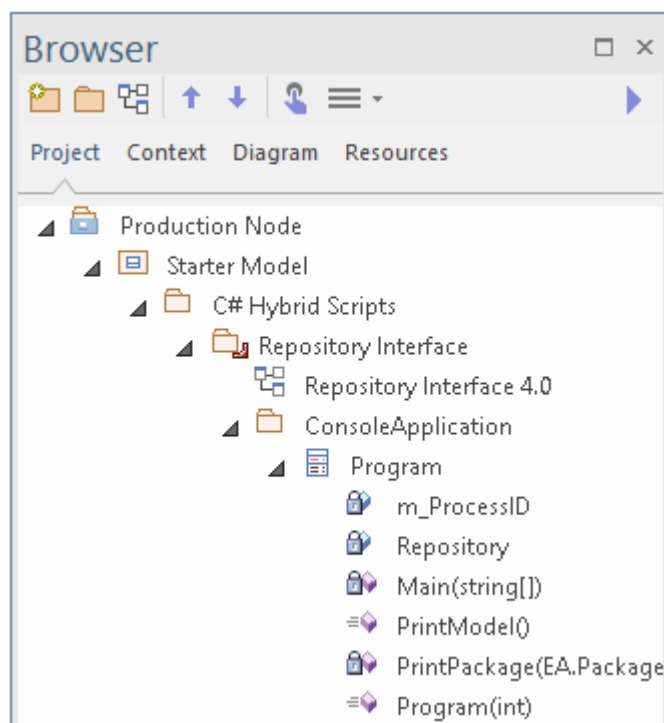 Browser
Project Context Diagram Resources
Production Node
Starter Model
C# Hybrid Scripts
Repository Interface
Repository Interface 4.0
ConsoleApplication
Program
m_ProcessID
Repository
Main(string[])
PrintModel()
PrintPackage(EA.Package
Program(int)